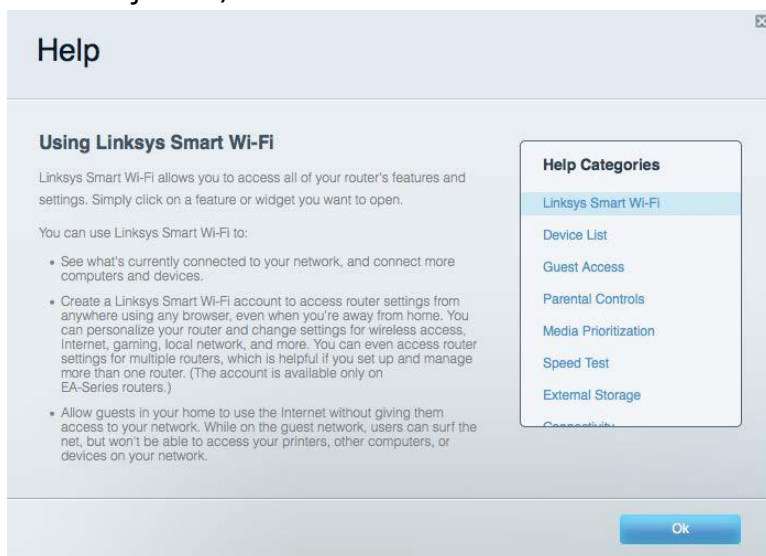 Help
Using Linksys Smart Wi-Fi
Linksys Smart Wi-Fi allows you to access all of your router's features and
settings. Simply click on a feature or widget you want to open.
You can use Linksys Smart Wi-Fi to:
• See what's currently connected to your network, and connect more
computers and devices.
• Create a Linksys Smart Wi-Fi account to access router settings from
anywhere using any browser, even when you're away from home. You
can personalize your router and change settings for wireless access,
Internet, gaming, local network, and more. You can even access router
settings for multiple routers, which is helpful if you set up and manage
more than one router. (The account is available only on
EA-Series routers.)
• Allow guests in your home to use the Internet without giving them
access to your network. While on the guest network, users can surf the
net, but won't be able to access your printers, other computers, or
devices on your network.
Help Categories
Linksys Smart Wi-Fi
Device List
Guest Access
Parental Controls
Media Prioritization
Speed Test
External Storage
Connectivity
Ok